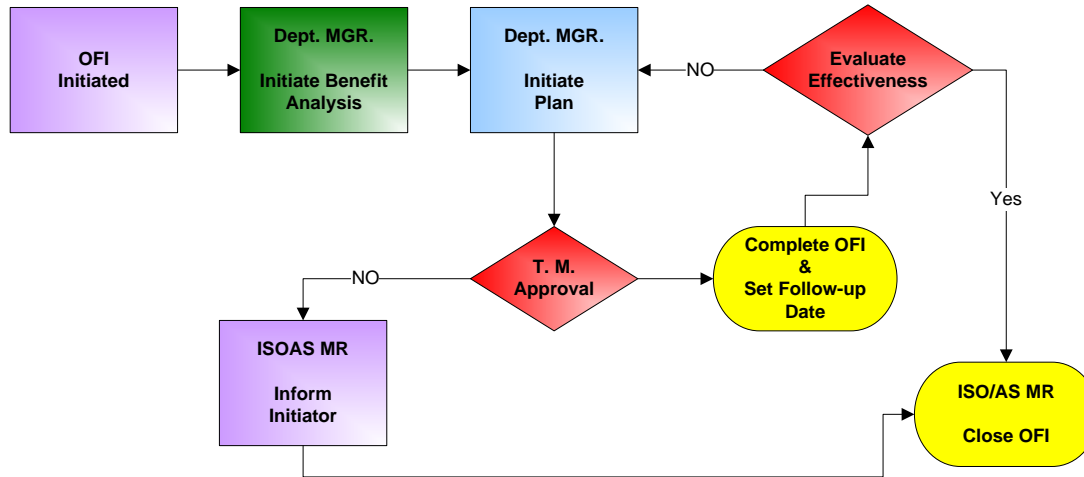 OFI
Initiated
Dept. MGR.
Initiate Benefit
Analysis
Dept. MGR.
Initiate
Plan
NO
Evaluate
Effectiveness
Yes
T. M.
Approval
NO
Complete OFI
&
Set Follow-up
Date
ISOAS MR
Inform
Initiator
ISO/AS MR
Close OFI